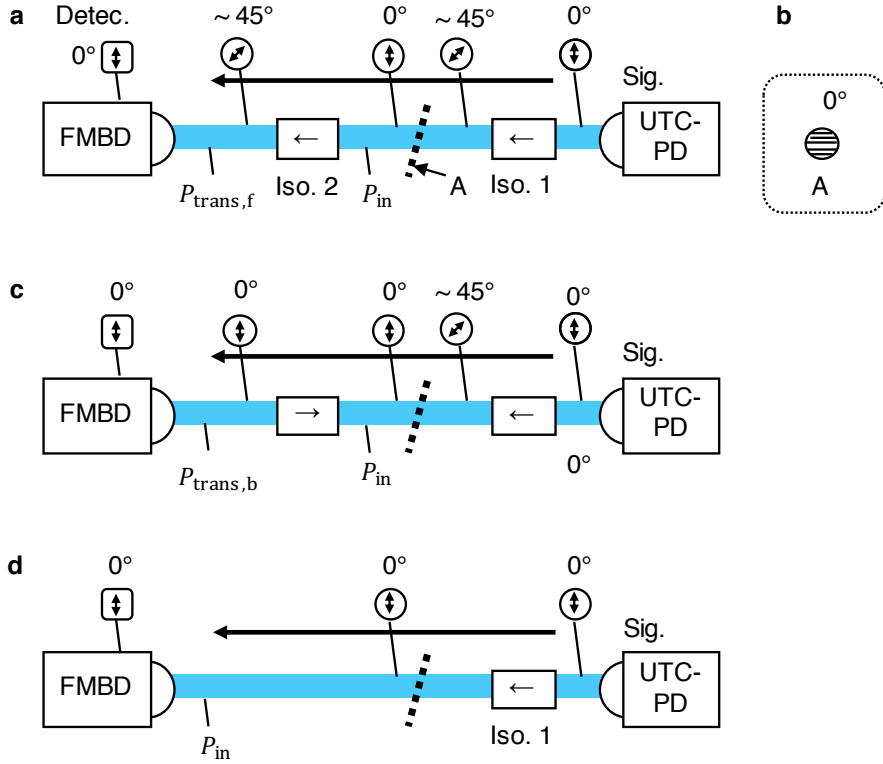 a
Detec.
~ 45°
0°
~ 45°
0°
b
0°
Sig.
0°
FMBD
←
←
UTC-
PD
A
P_trans,f
Iso. 2
P_in
A
Iso. 1
c
0°
0°
0°
~ 45°
0°
Sig.
FMBD
→
←
UTC-
PD
P_trans,b
P_in
0°
d
0°
0°
0°
Sig.
FMBD
←
UTC-
PD
P_in
Iso. 1